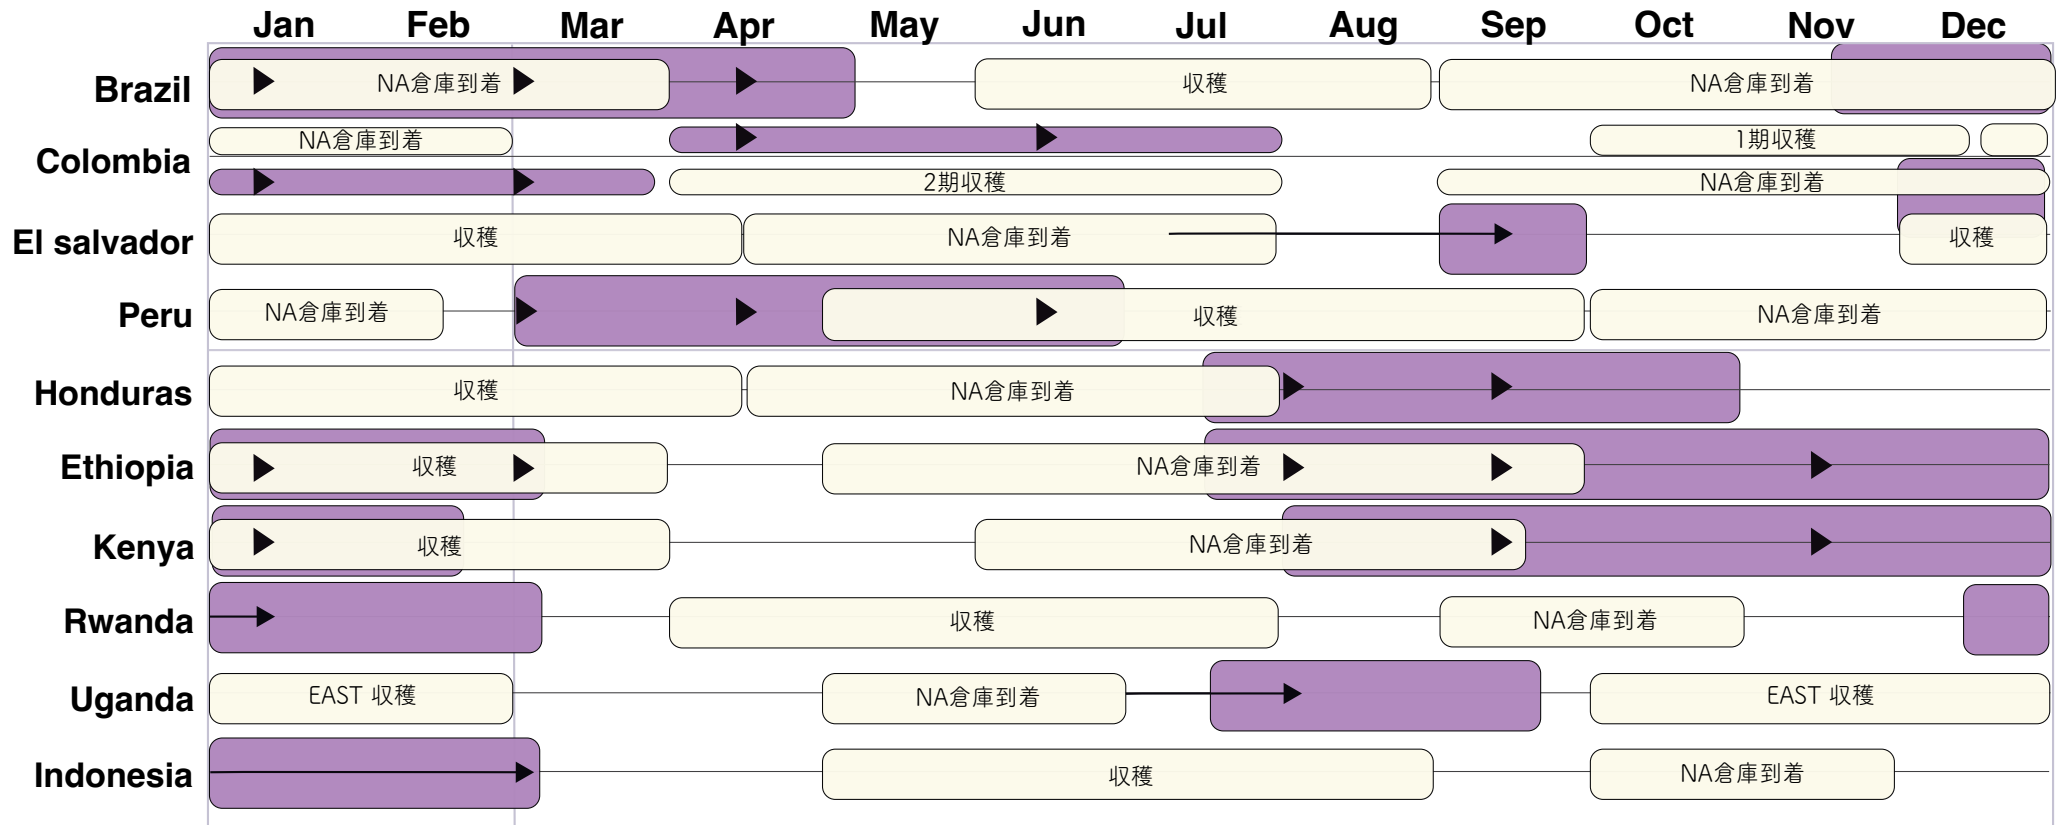 Jan Feb Mar Apr May Jun Jul Aug Sep Oct Nov Dec
Brazil NA倉庫到着 収穫 NA倉庫到着
NA倉庫到着 1期収穫
Colombia
2期収穫 NA倉庫到着
El salvador 収穫 NA倉庫到着 収穫
Peru NA倉庫到着 収穫 NA倉庫到着
Honduras 収穫 NA倉庫到着
Ethiopia 収穫 NA倉庫到着
Kenya 収穫 NA倉庫到着
Rwanda 収穫 NA倉庫到着
Uganda EAST 収穫 NA倉庫到着 EAST 収穫
Indonesia 収穫 NA倉庫到着